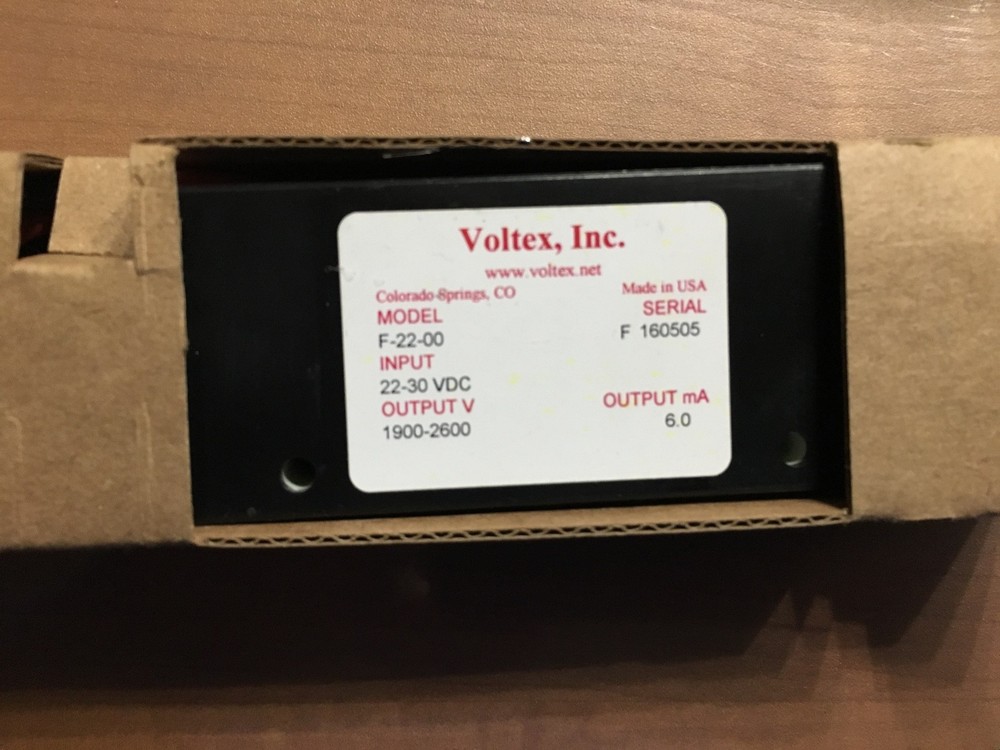 Voltex, Inc.
www.voltex.net
Colorado Springs, CO Made in USA
MODEL SERIAL
F-22-00 F 160505
INPUT
22-30 VDC
OUTPUT V OUTPUT mA
1900-2600 6.0